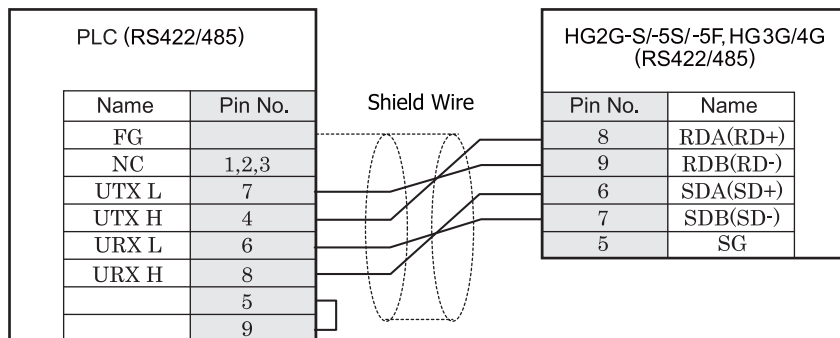 PLC (RS422/485)
Name Pin No.
FG
NC 1,2,3
UTX L 7
UTX H 4
URX L 6
URX H 8
5
9
Shield Wire
HG2G-S/-5S/-5F, HG3G/4G
(RS422/485)
Pin No. Name
8 RDA(RD+)
9 RDB(RD-)
6 SDA(SD+)
7 SDB(SD-)
5 SG